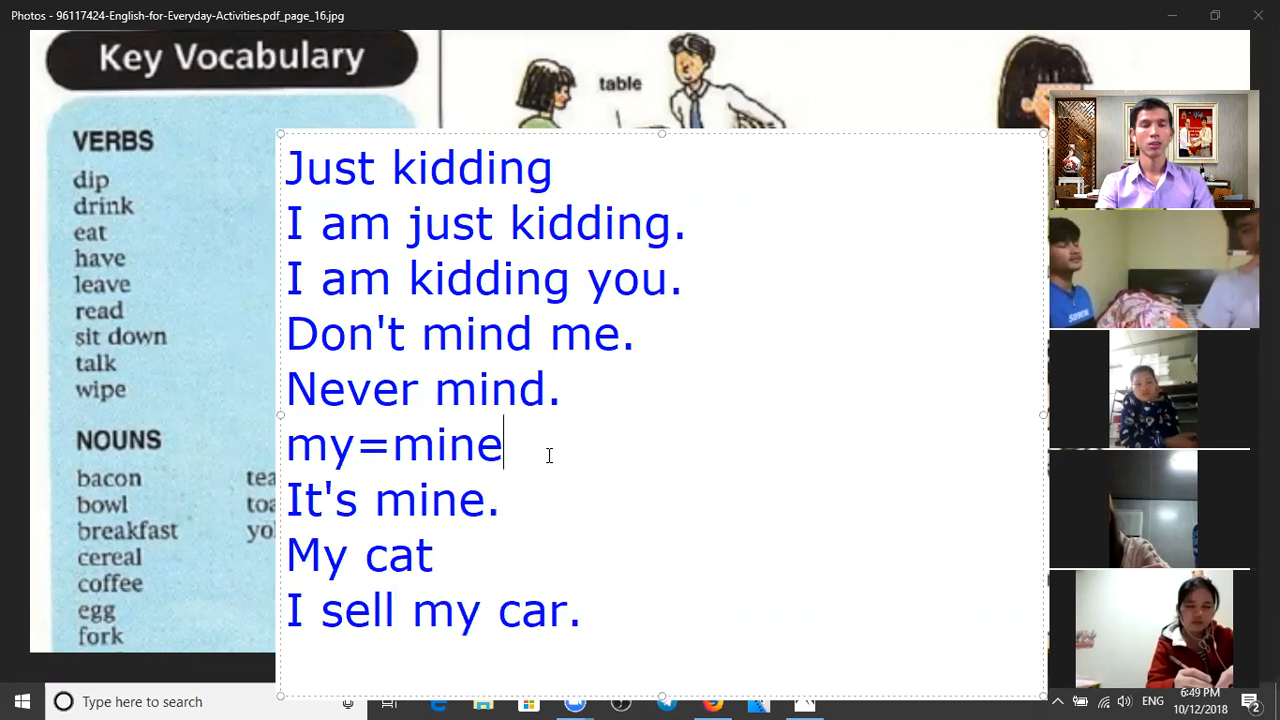 Photos - 96117424-English-for-Everyday-Activities.pdf_page_16.jpg
Key Vocabulary
VERBS
dip
drink
eat
have
leave
read
sit down
talk
wipe
NOUNS
bacon
bowl
breakfast
cereal
coffee
egg
fork
table
Just kidding
I am just kidding.
I am kidding you.
Don't mind me.
Never mind.
my=mine
It's mine.
My cat
I sell my car.
Type here to search
ENG
6:49 PM
10/12/2018
2